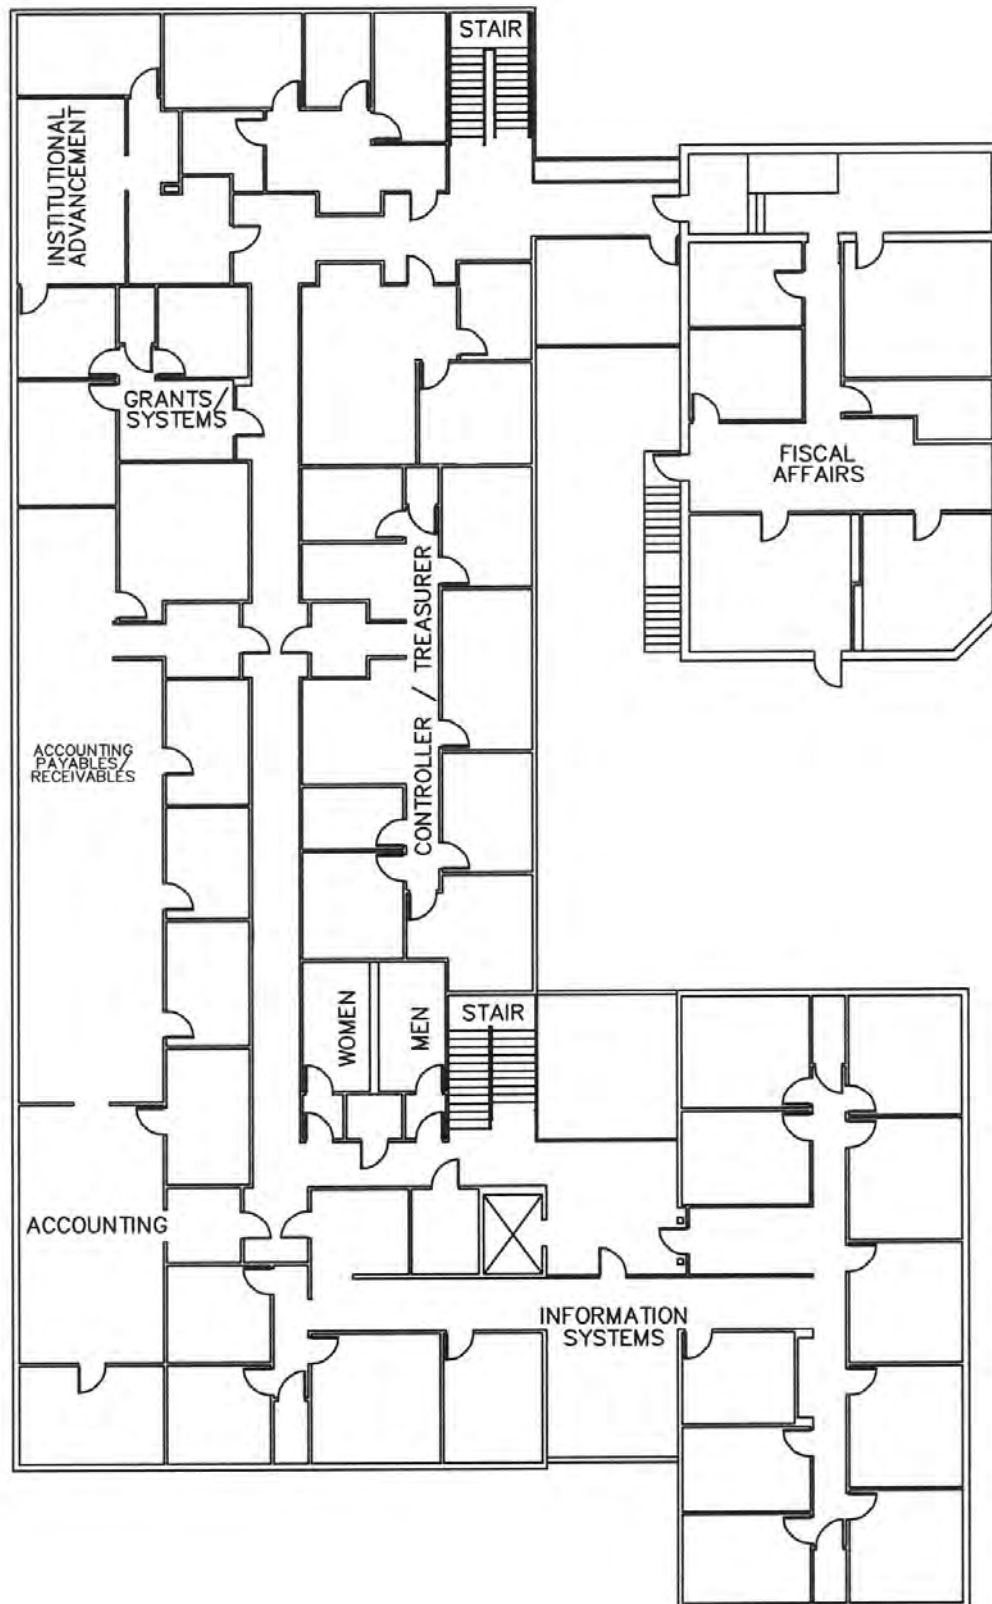 STAIR
INSTITUTIONAL
ADVANCEMENT
GRANTS/
SYSTEMS
FISCAL
AFFAIRS
CONTROLLER / TREASURER
ACCOUNTING
PAYABLES/
RECEIVABLES
WOMEN
MEN
STAIR
ACCOUNTING
INFORMATION
SYSTEMS